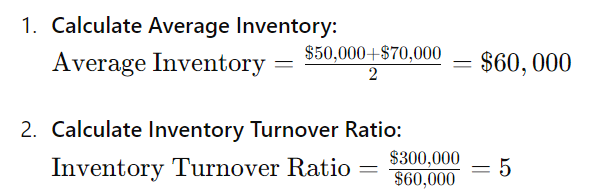 1. Calculate Average Inventory:
Average Inventory = $50,000+$70,000 / 2 = $60,000
2. Calculate Inventory Turnover Ratio:
Inventory Turnover Ratio = $300,000 / $60,000 = 5